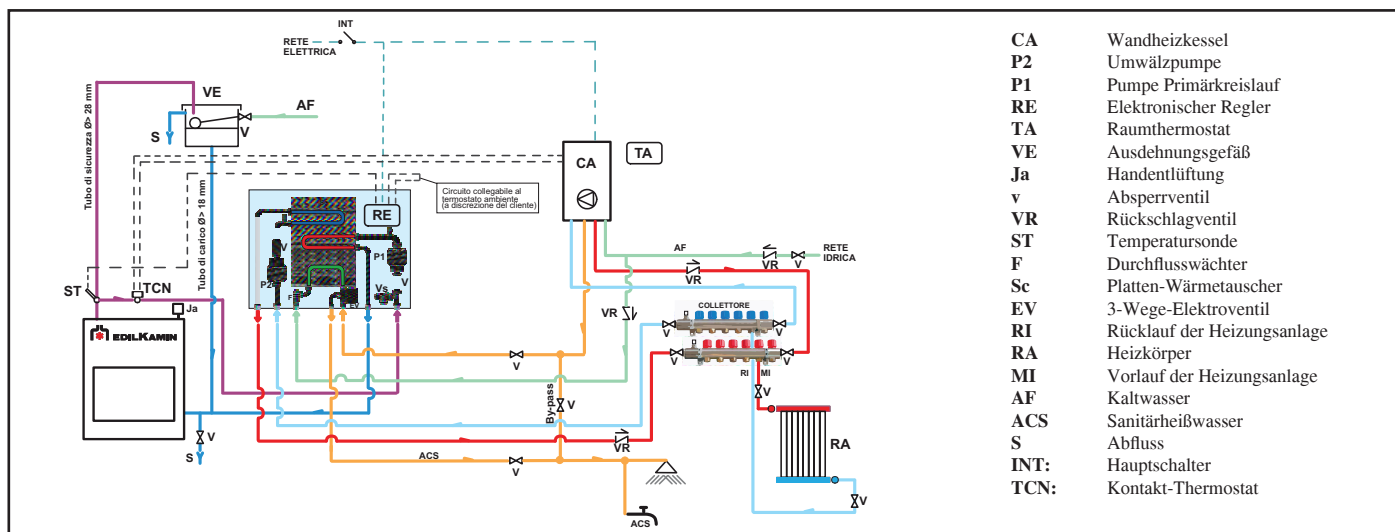 INT
RETE
ELETTRICA
VE
AF
S
V
Tubo di sicurezza Ø> 28 mm
Tubo di carico Ø> 18 mm
CA
TA
Circuito collegabile al
termostato ambiente
(a discrezione del cliente)
RE
V
P1
P2
V
F
EV
Vs
ST
TCN
Ja
EDILKAMIN
AF
VR
V
RETE
IDRICA
VR
VR
COLLETTORE
V
V
V
V
RI
MI
V
V
By-pass
V
VR
V
S
ACS
V
ACS
RA
V
CA Wandheizkessel
P2 Umwälzpumpe
P1 Pumpe Primärkreislauf
RE Elektronischer Regler
TA Raumthermostat
VE Ausdehnungsgefäß
Ja Handentlüftung
v Absperrventil
VR Rückschlagventil
ST Temperatursonde
F Durchflusswächter
Sc Platten-Wärmetauscher
EV 3-Wege-Elektroventil
RI Rücklauf der Heizungsanlage
RA Heizkörper
MI Vorlauf der Heizungsanlage
AF Kaltwasser
ACS Sanitärheißwasser
S Abfluss
INT: Hauptschalter
TCN: Kontakt-Thermostat